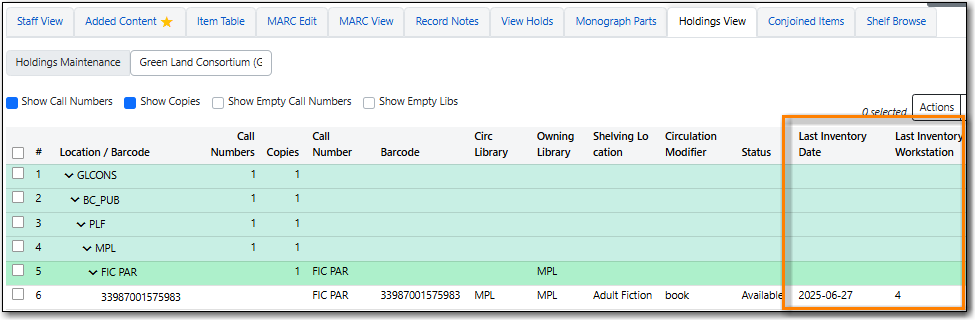 Staff View Added Content Item Table MARC Edit MARC View Record Notes View Holds Monograph Parts Holdings View Conjoined Items Shelf Browse
Holdings Maintenance Green Land Consortium (G
Show Call Numbers Show Copies Show Empty Call Numbers Show Empty Libs
0 selected Actions
Call Call Circ Owning Shelving Lo Circulation Last Inventory Last Inventory
# Location / Barcode Numbers Copies Number Barcode Library Library cation Modifier Status Date Workstation
1 GLCONS 1 1
2 BC_PUB 1 1
3 PLF 1 1
4 MPL 1 1
5 FIC PAR 1 FIC PAR MPL
6 33987001575983 FIC PAR 33987001575983 MPL MPL Adult Fiction book Available 2025-06-27 4